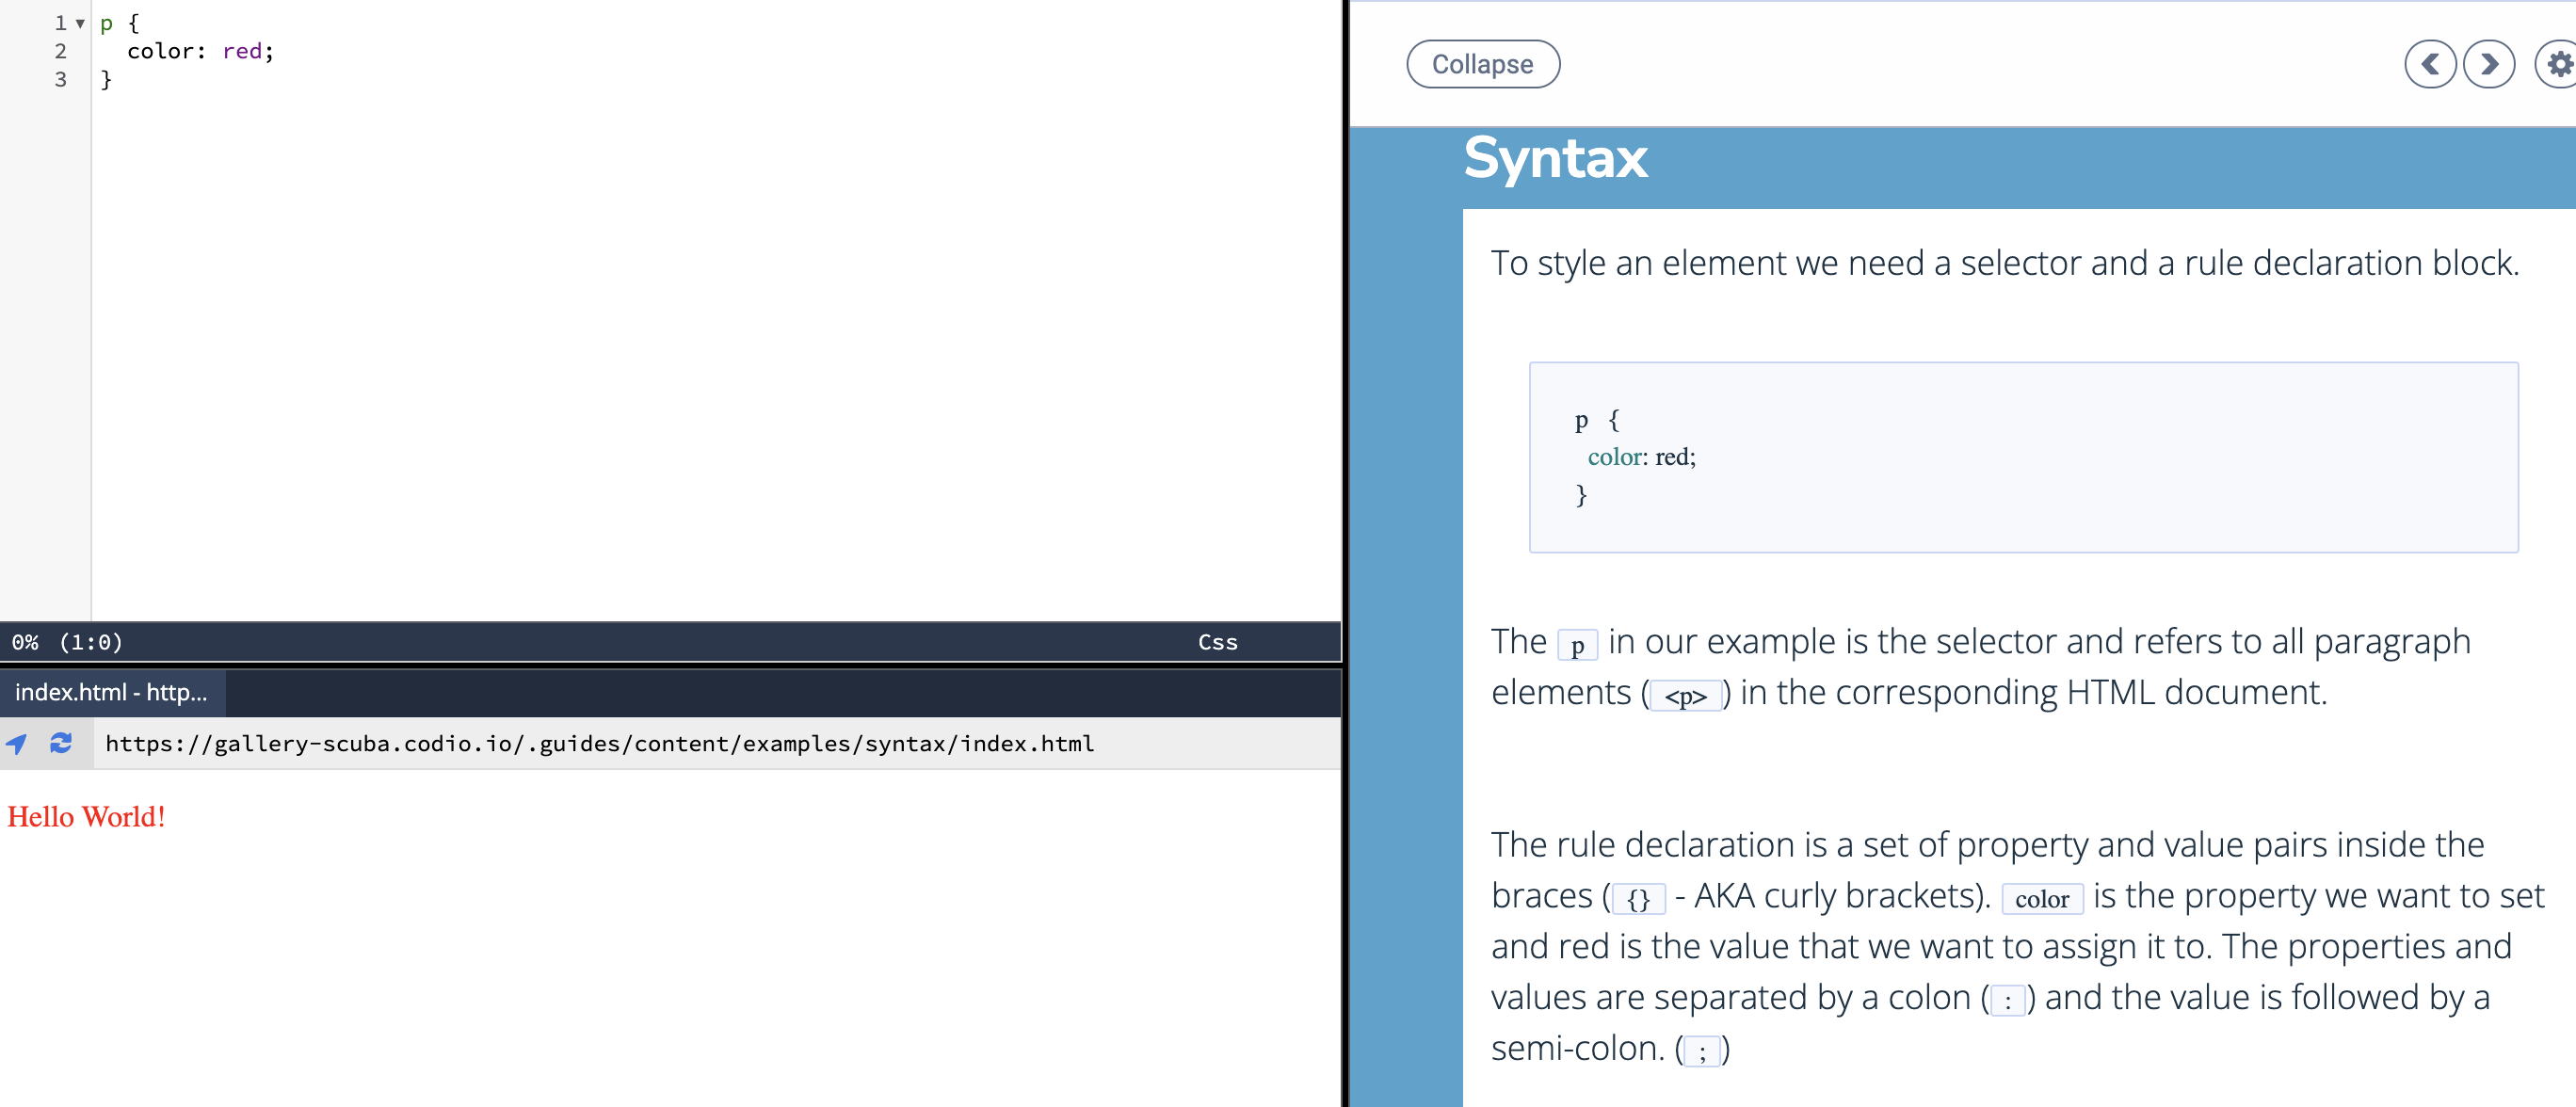 1 p {
2 color: red;
3 }
0% (1:0) Css
index.html - http...
https://gallery-scuba.codio.io/.guides/content/examples/syntax/index.html
Hello World!
Collapse
Syntax
To style an element we need a selector and a rule declaration block.
p {
color: red;
}
The p in our example is the selector and refers to all paragraph
elements ( <p> ) in the corresponding HTML document.
The rule declaration is a set of property and value pairs inside the
braces ( {} - AKA curly brackets). color is the property we want to set
and red is the value that we want to assign it to. The properties and
values are separated by a colon ( : ) and the value is followed by a
semi-colon. ( ; )